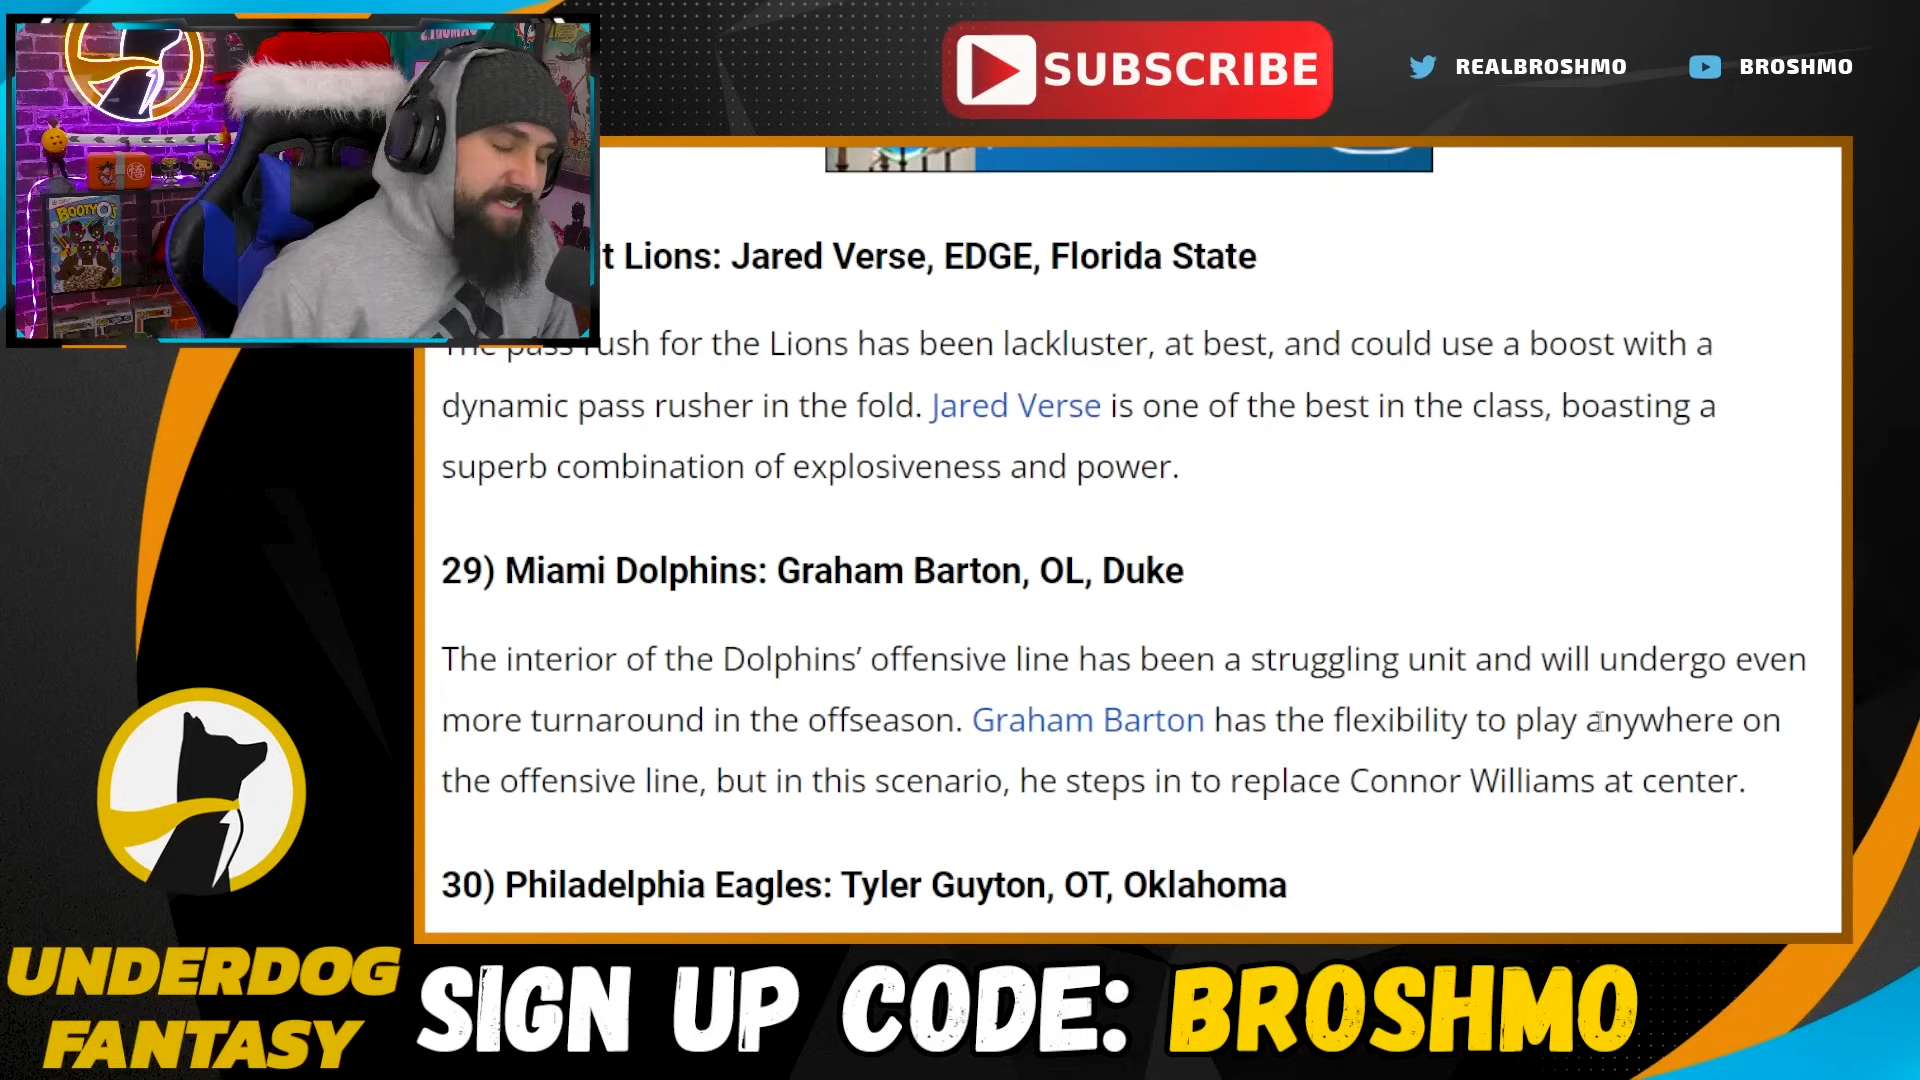 SUBSCRIBE
REALBROSHMO
BROSHMO
BOOTYO'S
t Lions: Jared Verse, EDGE, Florida State
The pass rush for the Lions has been lackluster, at best, and could use a boost with a
dynamic pass rusher in the fold. Jared Verse is one of the best in the class, boasting a
superb combination of explosiveness and power.
29) Miami Dolphins: Graham Barton, OL, Duke
The interior of the Dolphins’ offensive line has been a struggling unit and will undergo even
more turnaround in the offseason. Graham Barton has the flexibility to play anywhere on
the offensive line, but in this scenario, he steps in to replace Connor Williams at center.
30) Philadelphia Eagles: Tyler Guyton, OT, Oklahoma
UNDERDOG
FANTASY
SIGN UP CODE: BROSHMO